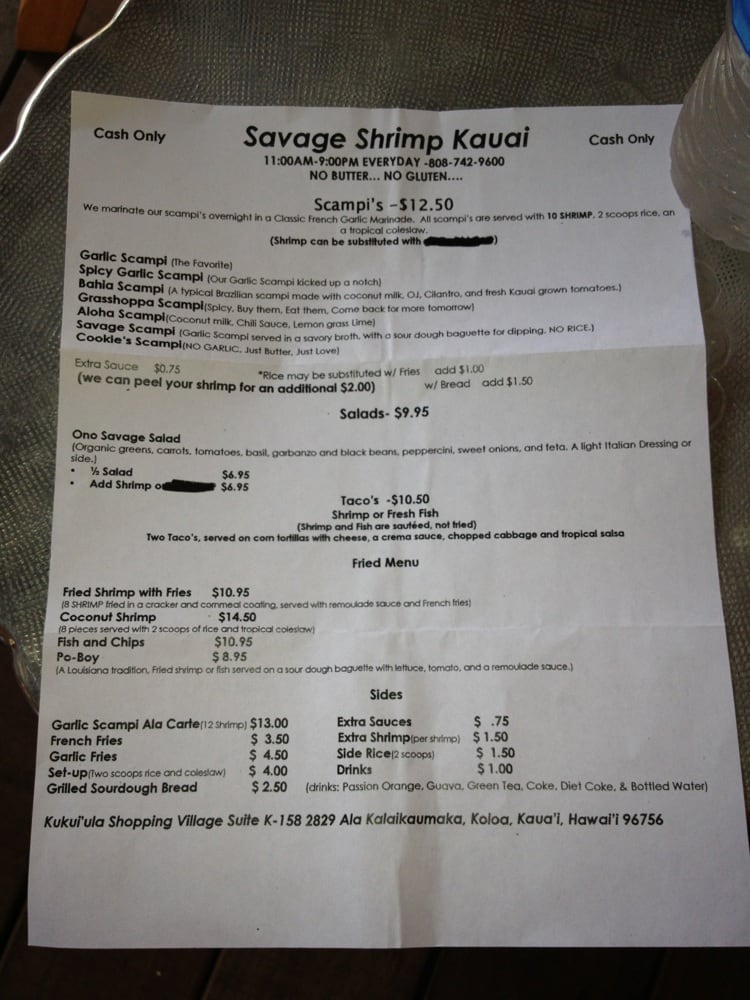 Cash Only Savage Shrimp Kauai Cash Only
11:00AM-9:00PM EVERYDAY -808-742-9600
NO BUTTER... NO GLUTEN....
Scampi's -$12.50
We marinate our scampi's overnight in a Classic French Garlic Marinade. All scampi's are served with 10 SHRIMP, 2 scoops rice, an
a tropical coleslaw.
(Shrimp can be substituted with )
Garlic Scampi (The Favorite)
Spicy Garlic Scampi (Our Garlic Scampi kicked up a notch)
Bahia Scampi (A typical Brazilian scampi made with coconut milk, OJ, Cilantro, and fresh Kauai grown tomatoes.)
Grasshoppa Scampi(Spicy, Buy them, Eat them, Come back for more tomorrow)
Aloha Scampi(Coconut milk, Chili Sauce, Lemon grass Lime)
Savage Scampi (Garlic Scampi served in a savory broth, with a sour dough baguette for dipping. NO RICE.)
Cookie's Scampi(NO GARLIC, Just Butter, Just Love)
Extra Sauce $0.75 *Rice may be substituted w/ Fries add $1.00
(we can peel your shrimp for an additional $2.00) w/ Bread add $1.50
Salads- $9.95
Ono Savage Salad
(Organic greens, carrots, tomatoes, basil, garbanzo and black beans, peppercini, sweet onions, and feta. A light Italian Dressing or
side.)
• ½ Salad $6.95
• Add Shrimp o $6.95
Taco's -$10.50
Shrimp or Fresh Fish
(Shrimp and Fish are sautéed, not fried)
Two Taco's, served on corn tortillas with cheese, a crema sauce, chopped cabbage and tropical salsa
Fried Menu
Fried Shrimp with Fries $10.95
(8 SHRIMP fried in a cracker and cornmeal coating, served with remoulade sauce and French fries)
Coconut Shrimp $14.50
(8 pieces served with 2 scoops of rice and tropical coleslaw)
Fish and Chips $10.95
Po-Boy $ 8.95
(A Louisiana tradition, Fried shrimp or fish served on a sour dough baguette with lettuce, tomato, and a remoulade sauce.)
Sides
Garlic Scampi Ala Carte(12 Shrimp) $13.00 Extra Sauces $ .75
French Fries $ 3.50 Extra Shrimp(per shrimp) $ 1.50
Garlic Fries $ 4.50 Side Rice(2 scoops) $ 1.50
Set-up(Two scoops rice and coleslaw) $ 4.00 Drinks $ 1.00
Grilled Sourdough Bread $ 2.50 (drinks: Passion Orange, Guava, Green Tea, Coke, Diet Coke, & Bottled Water)
Kukui'ula Shopping Village Suite K-158 2829 Ala Kalaikaumaka, Koloa, Kaua'i, Hawai'i 96756